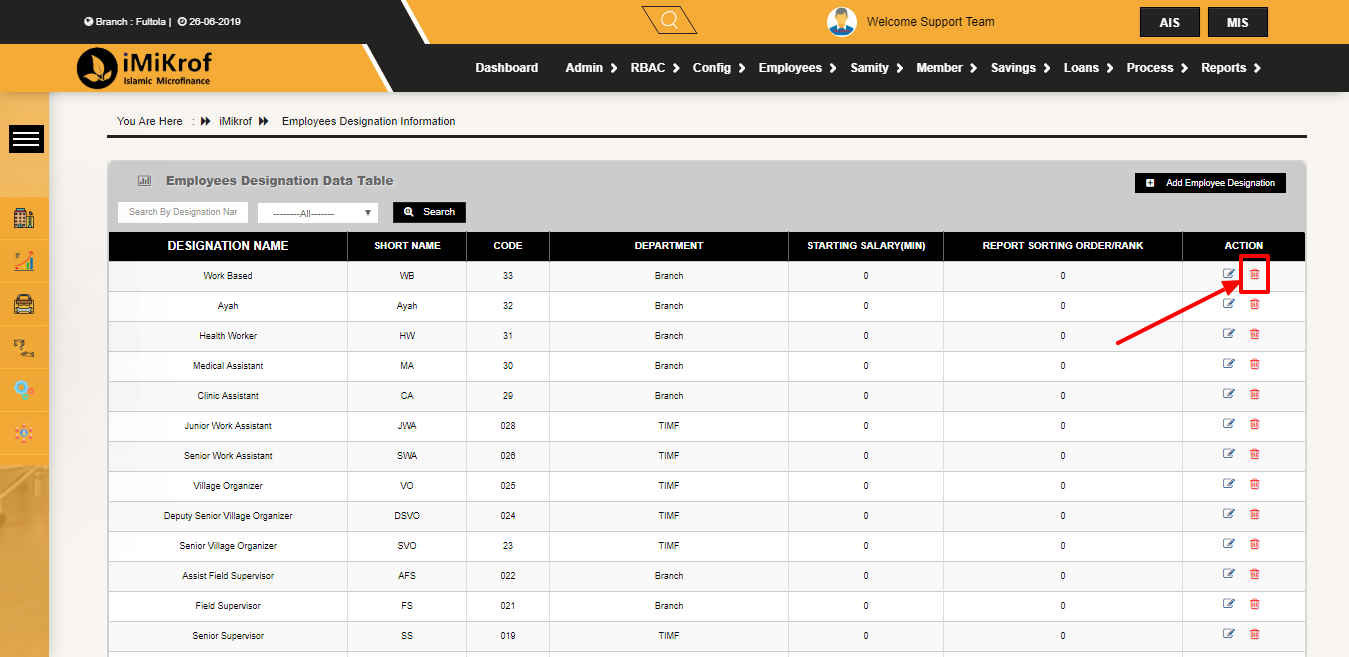 Branch : Fultola | 26-06-2019
Welcome Support Team
AIS MIS
iMiKrof
Islamic Microfinance
Dashboard Admin RBAC Config Employees Samity Member Savings Loans Process Reports
You Are Here : iMikrof Employees Designation Information
Employees Designation Data Table
Add Employee Designation
Search By Designation Nar --------All------- Search
DESIGNATION NAME SHORT NAME CODE DEPARTMENT STARTING SALARY(MIN) REPORT SORTING ORDER/RANK ACTION
Work Based WB 33 Branch 0 0
Ayah Ayah 32 Branch 0 0
Health Worker HW 31 Branch 0 0
Medical Assistant MA 30 Branch 0 0
Clinic Assistant CA 29 Branch 0 0
Junior Work Assistant JWA 028 TIMF 0 0
Senior Work Assistant SWA 026 TIMF 0 0
Village Organizer VO 025 TIMF 0 0
Deputy Senior Village Organizer DSVO 024 TIMF 0 0
Senior Village Organizer SVO 23 TIMF 0 0
Assist Field Supervisor AFS 022 Branch 0 0
Field Supervisor FS 021 Branch 0 0
Senior Supervisor SS 019 TIMF 0 0